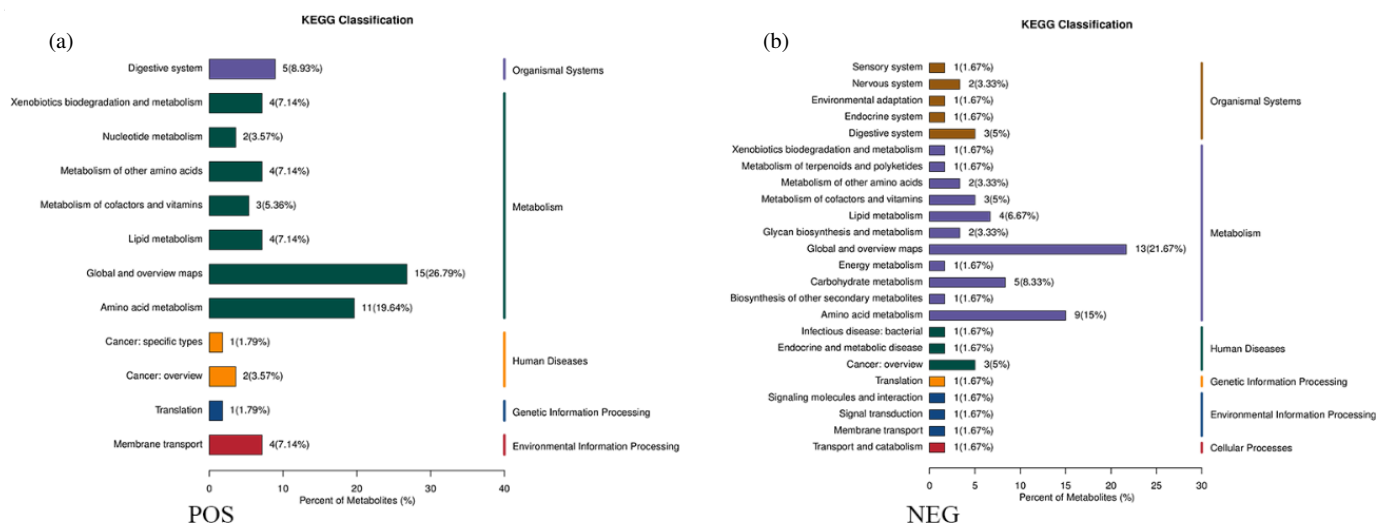 KEGG Classification
(a)
Digestive system 5(8.93%) Organismal Systems
Xenobiotics biodegradation and metabolism 4(7.14%)
Nucleotide metabolism 2(3.57%)
Metabolism of other amino acids 4(7.14%)
Metabolism
Metabolism of cofactors and vitamins 3(5.36%)
Lipid metabolism 4(7.14%)
Global and overview maps 15(26.79%)
Amino acid metabolism 11(19.64%)
Cancer: specific types 1(1.79%)
Human Diseases
Cancer: overview 2(3.57%)
Translation 1(1.79%) Genetic Information Processing
Membrane transport 4(7.14%) Environmental Information Processing
0 10 20 30 40
Percent of Metabolites (%)
POS
KEGG Classification
(b)
Sensory system 1(1.67%)
Nervous system 2(3.33%)
Environmental adaptation 1(1.67%) Organismal Systems
Endocrine system 1(1.67%)
Digestive system 3(5%)
Xenobiotics biodegradation and metabolism 1(1.67%)
Metabolism of terpenoids and polyketides 1(1.67%)
Metabolism of other amino acids 2(3.33%)
Metabolism of cofactors and vitamins 3(5%)
Lipid metabolism 4(6.67%)
Glycan biosynthesis and metabolism 2(3.33%) Metabolism
Global and overview maps 13(21.67%)
Energy metabolism 1(1.67%)
Carbohydrate metabolism 5(8.33%)
Biosynthesis of other secondary metabolites 1(1.67%)
Amino acid metabolism 9(15%)
Infectious disease: bacterial 1(1.67%)
Endocrine and metabolic disease 1(1.67%) Human Diseases
Cancer: overview 3(5%)
Translation 1(1.67%) Genetic Information Processing
Signaling molecules and interaction 1(1.67%)
Signal transduction 1(1.67%) Environmental Information Processing
Membrane transport 1(1.67%)
Transport and catabolism 1(1.67%) Cellular Processes
0 5 10 15 20 25 30
Percent of Metabolites (%)
NEG